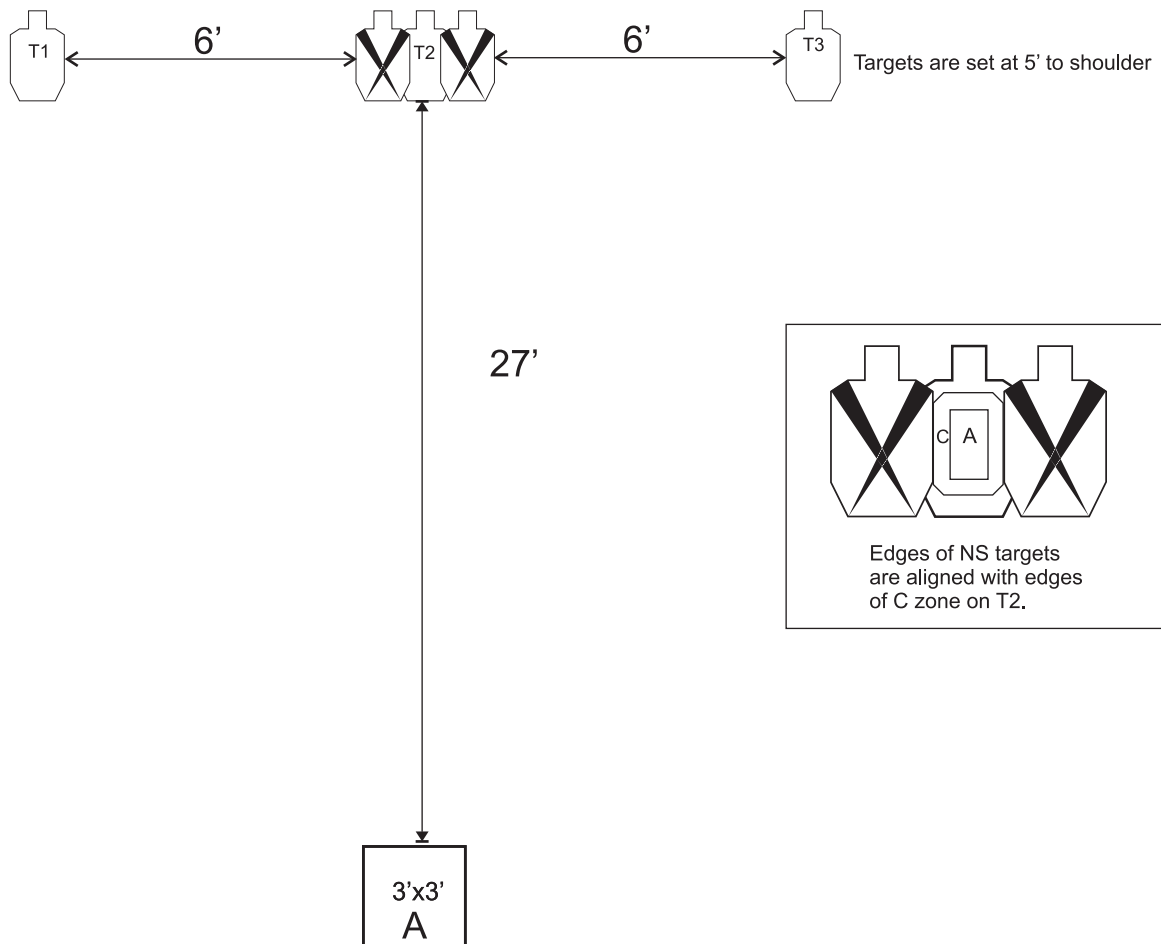 T1
6’
T2
6’
T3
Targets are set at 5’ to shoulder
27’
C
A
Edges of NS targets
are aligned with edges
of C zone on T2.
3’x3’
A